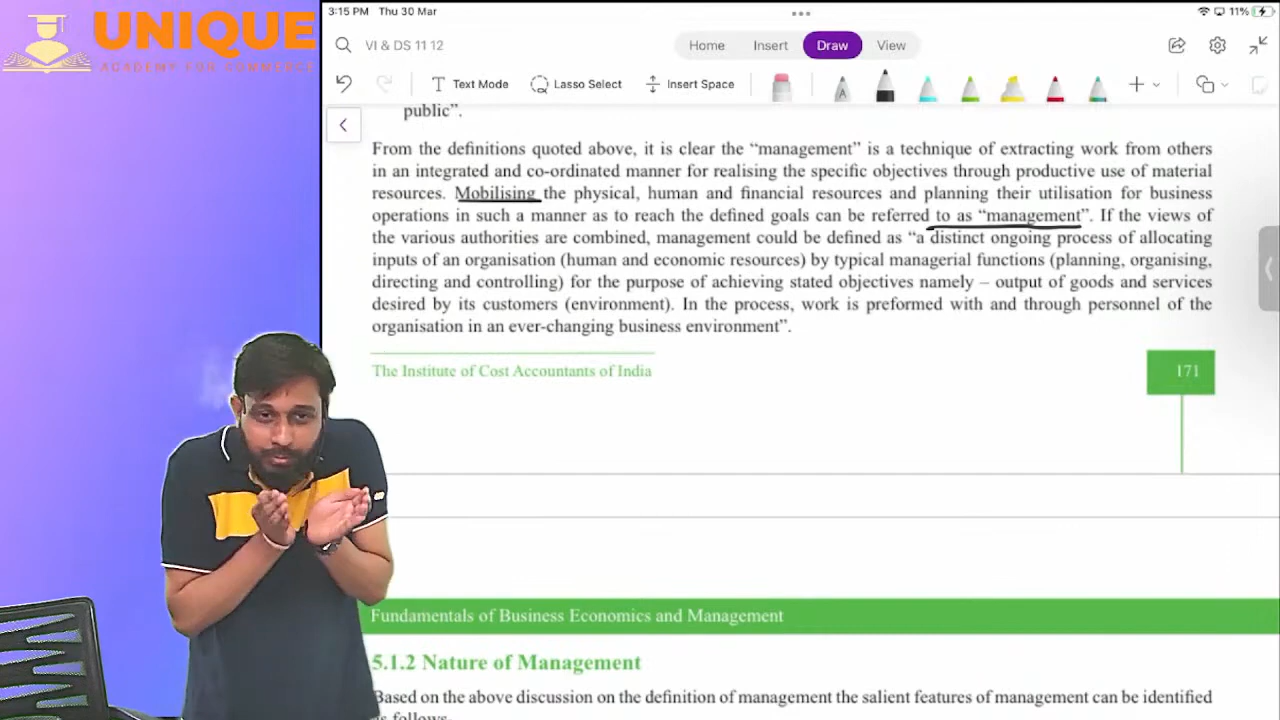 UNIQUE
ACADEMY FOR COMMERCE
3:15 PM Thu 30 Mar
11%
VI & DS 11 12
Home Insert Draw View
Text Mode Lasso Select Insert Space
public”.
From the definitions quoted above, it is clear the “management” is a technique of extracting work from others
in an integrated and co-ordinated manner for realising the specific objectives through productive use of material
resources. Mobilising the physical, human and financial resources and planning their utilisation for business
operations in such a manner as to reach the defined goals can be referred to as “management”. If the views of
the various authorities are combined, management could be defined as “a distinct ongoing process of allocating
inputs of an organisation (human and economic resources) by typical managerial functions (planning, organising,
directing and controlling) for the purpose of achieving stated objectives namely – output of goods and services
desired by its customers (environment). In the process, work is preformed with and through personnel of the
organisation in an ever-changing business environment”.
The Institute of Cost Accountants of India
171
Fundamentals of Business Economics and Management
5.1.2 Nature of Management
Based on the above discussion on the definition of management the salient features of management can be identified
as follows.